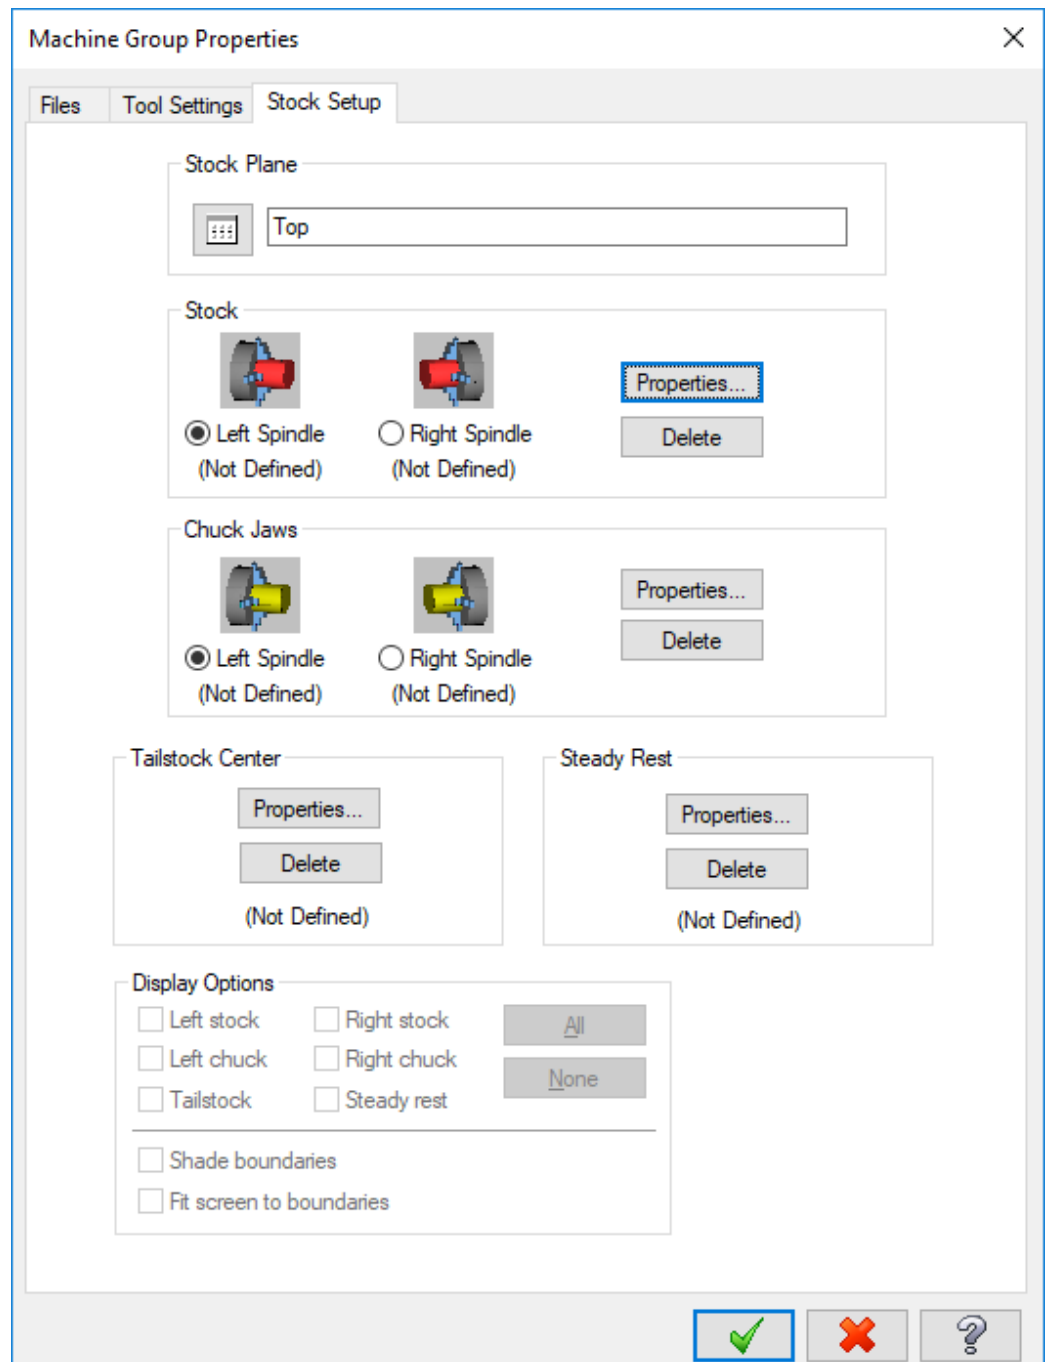 Machine Group Properties
Files Tool Settings Stock Setup
Stock Plane
Top
Stock
Properties...
Left Spindle Right Spindle Delete
(Not Defined) (Not Defined)
Chuck Jaws
Properties...
Delete
Left Spindle Right Spindle
(Not Defined) (Not Defined)
Tailstock Center
Properties...
Delete
(Not Defined)
Steady Rest
Properties...
Delete
(Not Defined)
Display Options
Left stock Right stock All
Left chuck Right chuck None
Tailstock Steady rest
Shade boundaries
Fit screen to boundaries